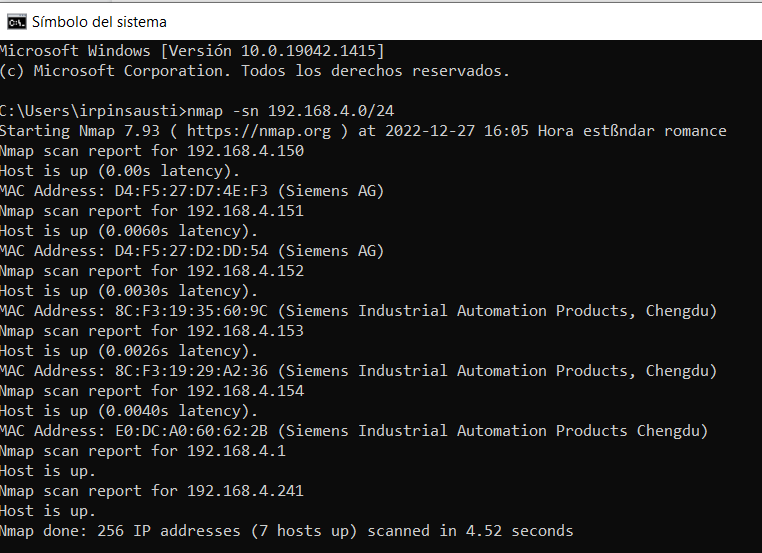 Símbolo del sistema
Microsoft Windows [Versión 10.0.19042.1415]
(c) Microsoft Corporation. Todos los derechos reservados.
C:\Users\irpinsausti>nmap -sn 192.168.4.0/24
Starting Nmap 7.93 ( https://nmap.org ) at 2022-12-27 16:05 Hora estßndar romance
Nmap scan report for 192.168.4.150
Host is up (0.00s latency).
MAC Address: D4:F5:27:D7:4E:F3 (Siemens AG)
Nmap scan report for 192.168.4.151
Host is up (0.0060s latency).
MAC Address: D4:F5:27:D2:DD:54 (Siemens AG)
Nmap scan report for 192.168.4.152
Host is up (0.0030s latency).
MAC Address: 8C:F3:19:35:60:9C (Siemens Industrial Automation Products, Chengdu)
Nmap scan report for 192.168.4.153
Host is up (0.0026s latency).
MAC Address: 8C:F3:19:29:A2:36 (Siemens Industrial Automation Products, Chengdu)
Nmap scan report for 192.168.4.154
Host is up (0.0040s latency).
MAC Address: E0:DC:A0:60:62:2B (Siemens Industrial Automation Products Chengdu)
Nmap scan report for 192.168.4.1
Host is up.
Nmap scan report for 192.168.4.241
Host is up.
Nmap done: 256 IP addresses (7 hosts up) scanned in 4.52 seconds